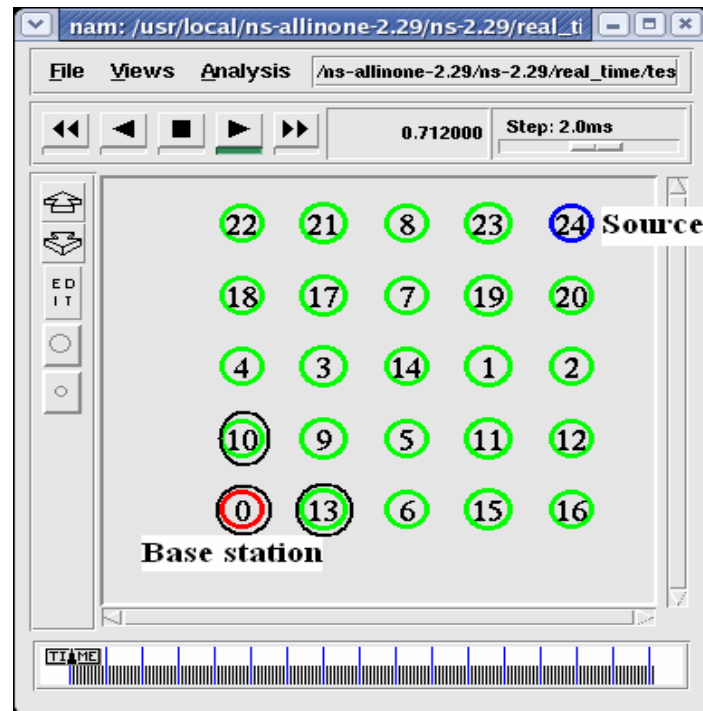 nam: /usr/local/ns-allinone-2.29/ns-2.29/real_ti
File Views Analysis /ns-allinone-2.29/ns-2.29/real_time/tes
0.712000 Step: 2.0ms
22 21 8 23 24 Source
ED
IT
18 17 7 19 20
4 3 14 1 2
10 9 5 11 12
0 13 6 15 16
Base station
TIME